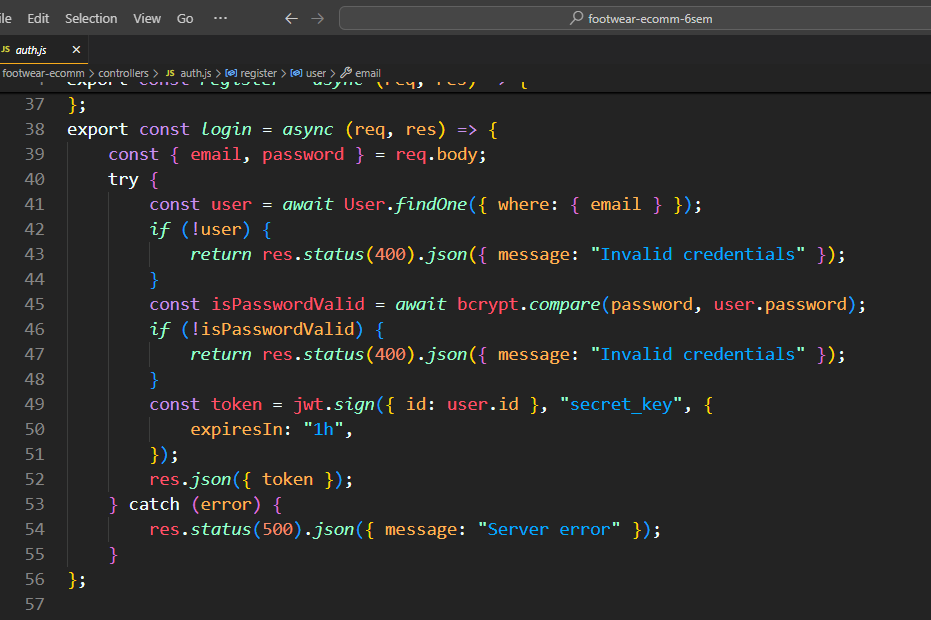 ile Edit Selection View Go ··· ← → footwear-ecomm-6sem
JS auth.js ×
footwear-ecomm > controllers > JS auth.js > register > user > email
export const register = async (req, res) => {
37 };
38 export const login = async (req, res) => {
39     const { email, password } = req.body;
40     try {
41         const user = await User.findOne({ where: { email } });
42         if (!user) {
43             return res.status(400).json({ message: "Invalid credentials" });
44         }
45         const isPasswordValid = await bcrypt.compare(password, user.password);
46         if (!isPasswordValid) {
47             return res.status(400).json({ message: "Invalid credentials" });
48         }
49         const token = jwt.sign({ id: user.id }, "secret_key", {
50             expiresIn: "1h",
51         });
52         res.json({ token });
53     } catch (error) {
54         res.status(500).json({ message: "Server error" });
55     }
56 };
57